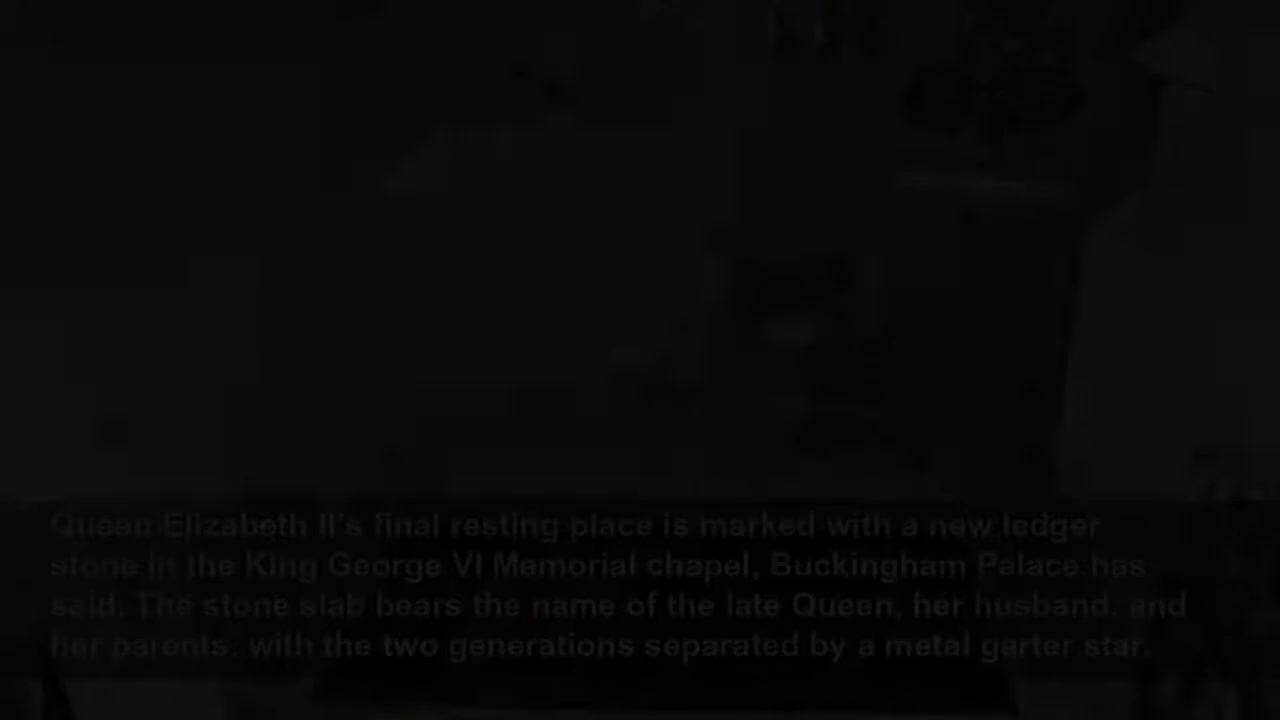 Queen Elizabeth II's final resting place is marked with a new ledger
stone in the King George VI Memorial chapel, Buckingham Palace has
said. The stone slab bears the name of the late Queen, her husband, and
her parents, with the two generations separated by a metal garter star.